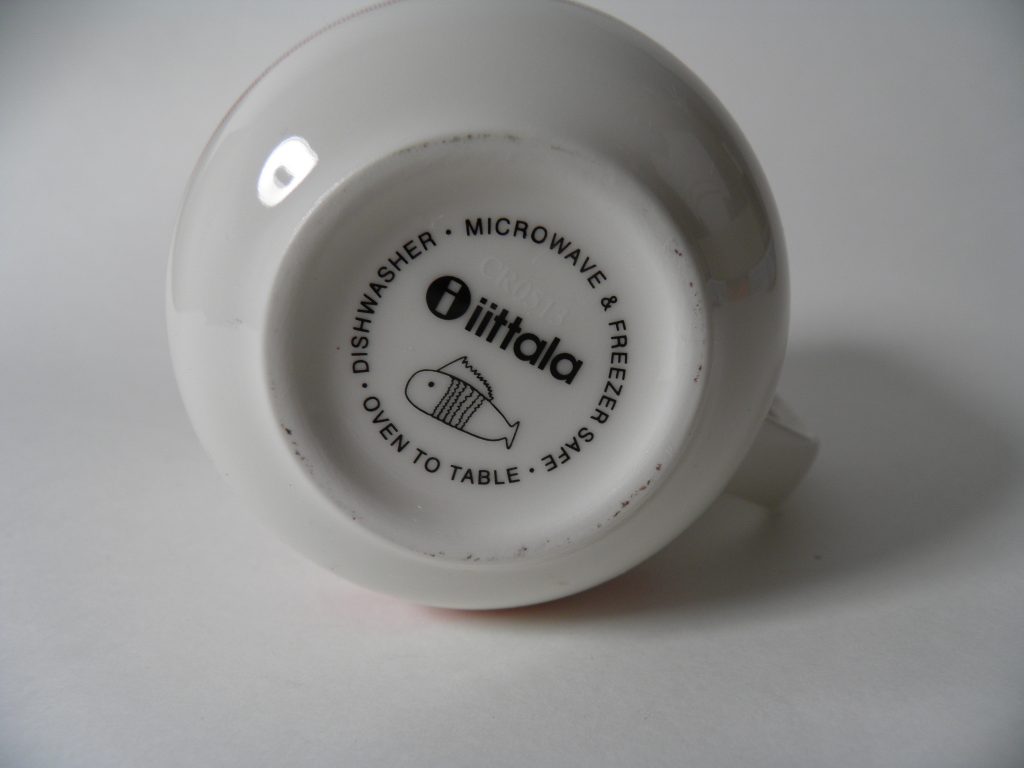 DISHWASHER · MICROWAVE & FREEZER SAFE · OVEN TO TABLE ·
i iittala